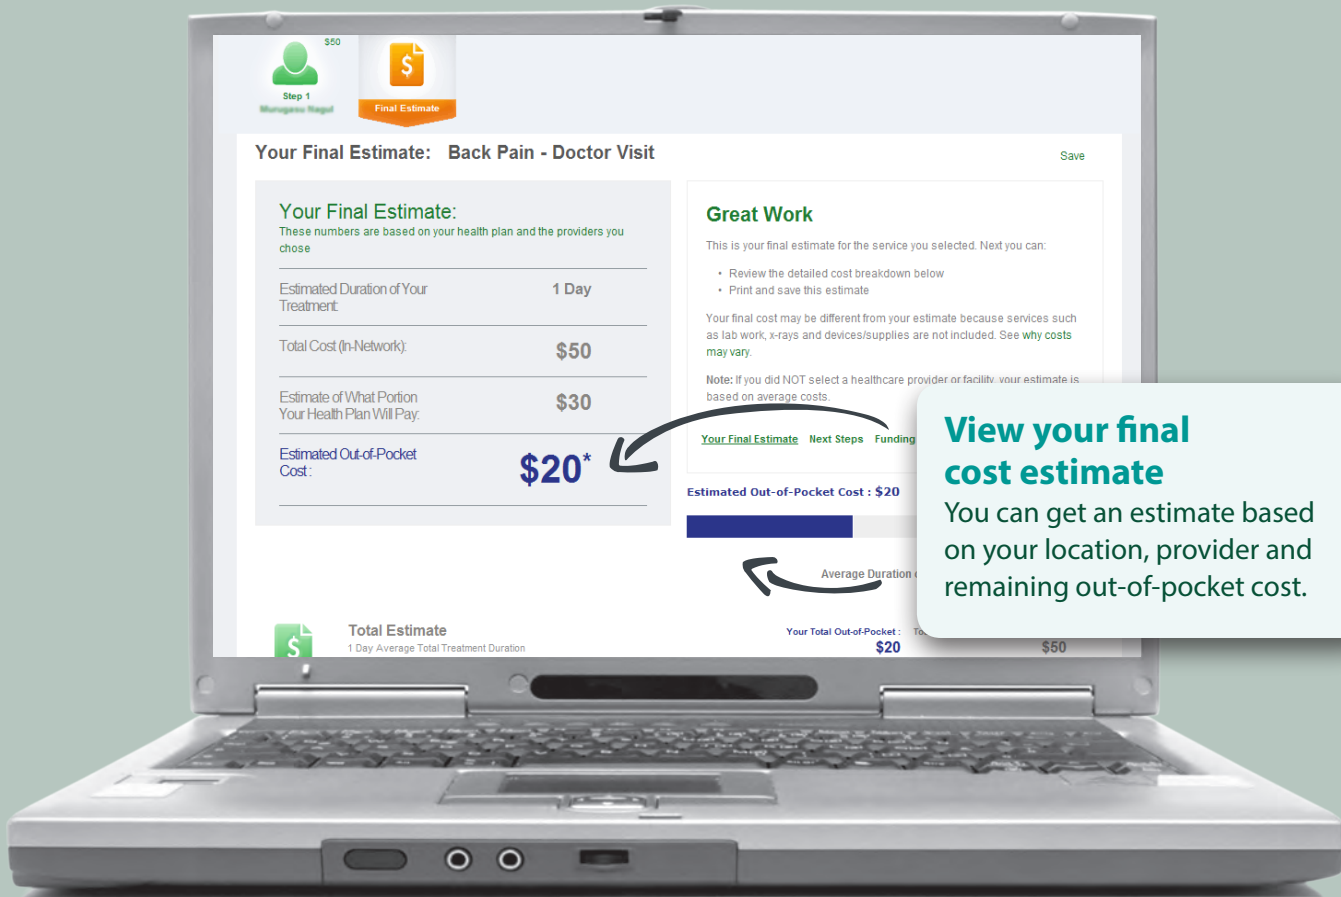 $50
Step 1
Final Estimate
Your Final Estimate: Back Pain - Doctor Visit
Save
Your Final Estimate:
These numbers are based on your health plan and the providers you
chose
Estimated Duration of Your
Treatment:
1 Day
Total Cost (In-Network):
$50
Estimate of What Portion
Your Health Plan Will Pay:
$30
Estimated Out-of-Pocket
Cost :
$20*
Great Work
This is your final estimate for the service you selected. Next you can:
• Review the detailed cost breakdown below
• Print and save this estimate
Your final cost may be different from your estimate because services such
as lab work, x-rays and devices/supplies are not included. See why costs
may vary.
Note: If you did NOT select a healthcare provider or facility, your estimate is
based on average costs.
Your Final Estimate Next Steps Funding
Estimated Out-of-Pocket Cost : $20
Average Duration
Total Estimate
1 Day Average Total Treatment Duration
Your Total Out-of-Pocket :
$20
$50
View your final
cost estimate
You can get an estimate based
on your location, provider and
remaining out-of-pocket cost.